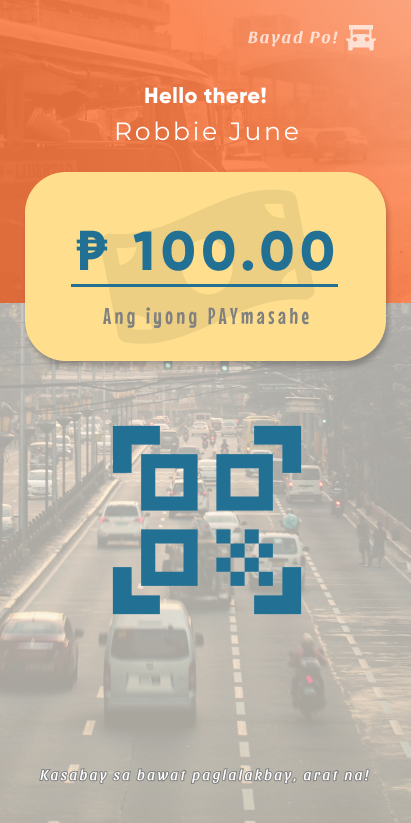 Bayad Po!
Hello there!
Robbie June
₱ 100.00
Ang iyong PAYmasahe
Kasabay sa bawat paglalakbay, arat na!